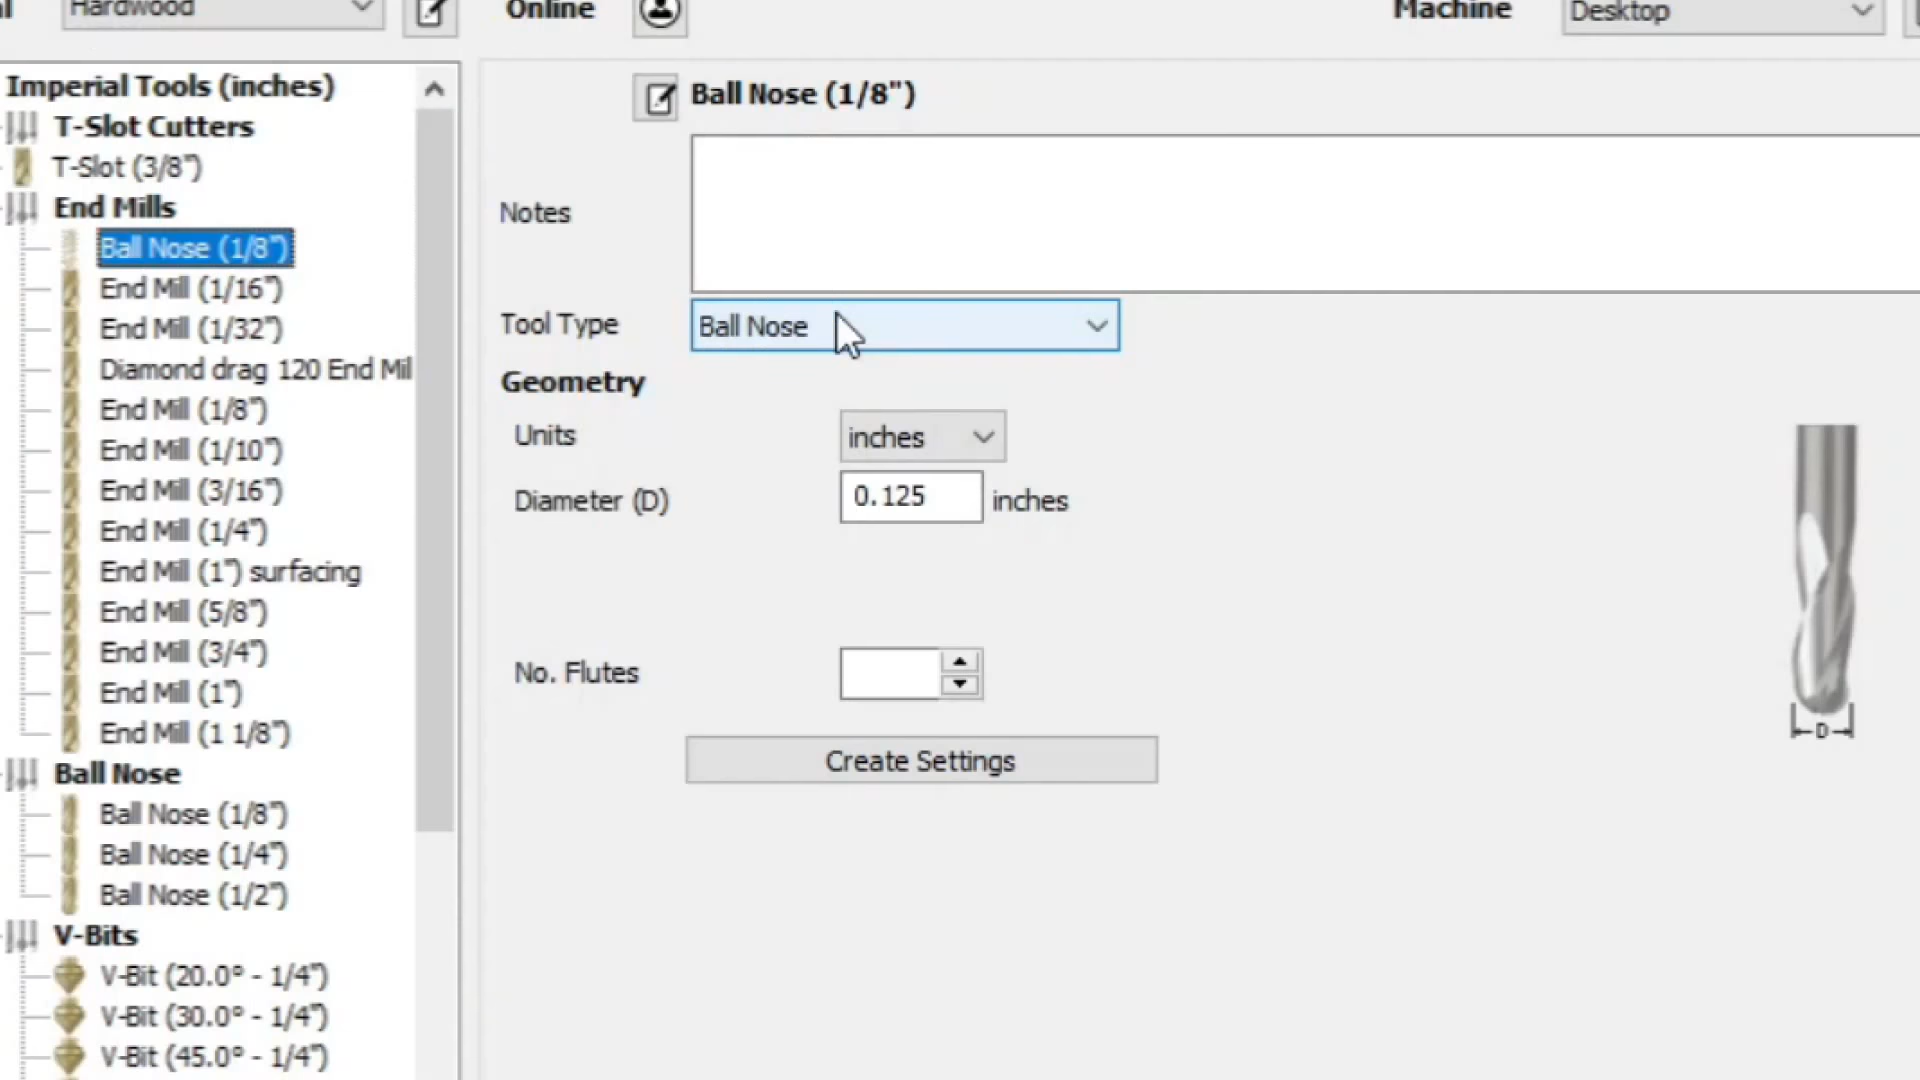 Hardwood
Online
Machine
Desktop
Imperial Tools (inches)
T-Slot Cutters
T-Slot (3/8")
End Mills
Ball Nose (1/8")
End Mill (1/16")
End Mill (1/32")
Diamond drag 120 End Mil
End Mill (1/8")
End Mill (1/10")
End Mill (3/16")
End Mill (1/4")
End Mill (1") surfacing
End Mill (5/8")
End Mill (3/4")
End Mill (1")
End Mill (1 1/8")
Ball Nose
Ball Nose (1/8")
Ball Nose (1/4")
Ball Nose (1/2")
V-Bits
V-Bit (20.0° - 1/4")
V-Bit (30.0° - 1/4")
V-Bit (45.0° - 1/4")
Ball Nose (1/8")
Notes
Tool Type
Ball Nose
Geometry
Units
inches
Diameter (D)
0.125
inches
No. Flutes
Create Settings
D